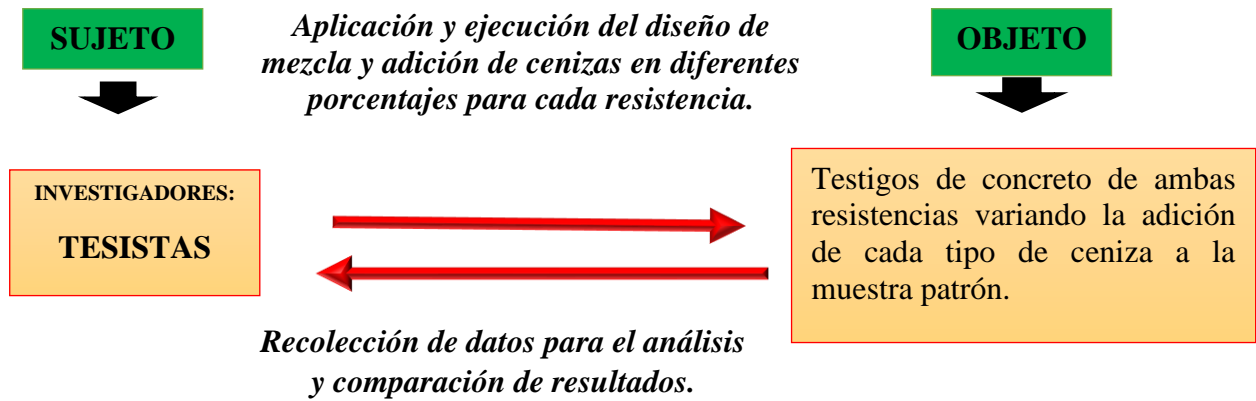 SUJETO
Aplicación y ejecución del diseño de
mezcla y adición de cenizas en diferentes
porcentajes para cada resistencia.
OBJETO
INVESTIGADORES:
TESISTAS
Testigos de concreto de ambas
resistencias variando la adición
de cada tipo de ceniza a la
muestra patrón.
Recolección de datos para el análisis
y comparación de resultados.